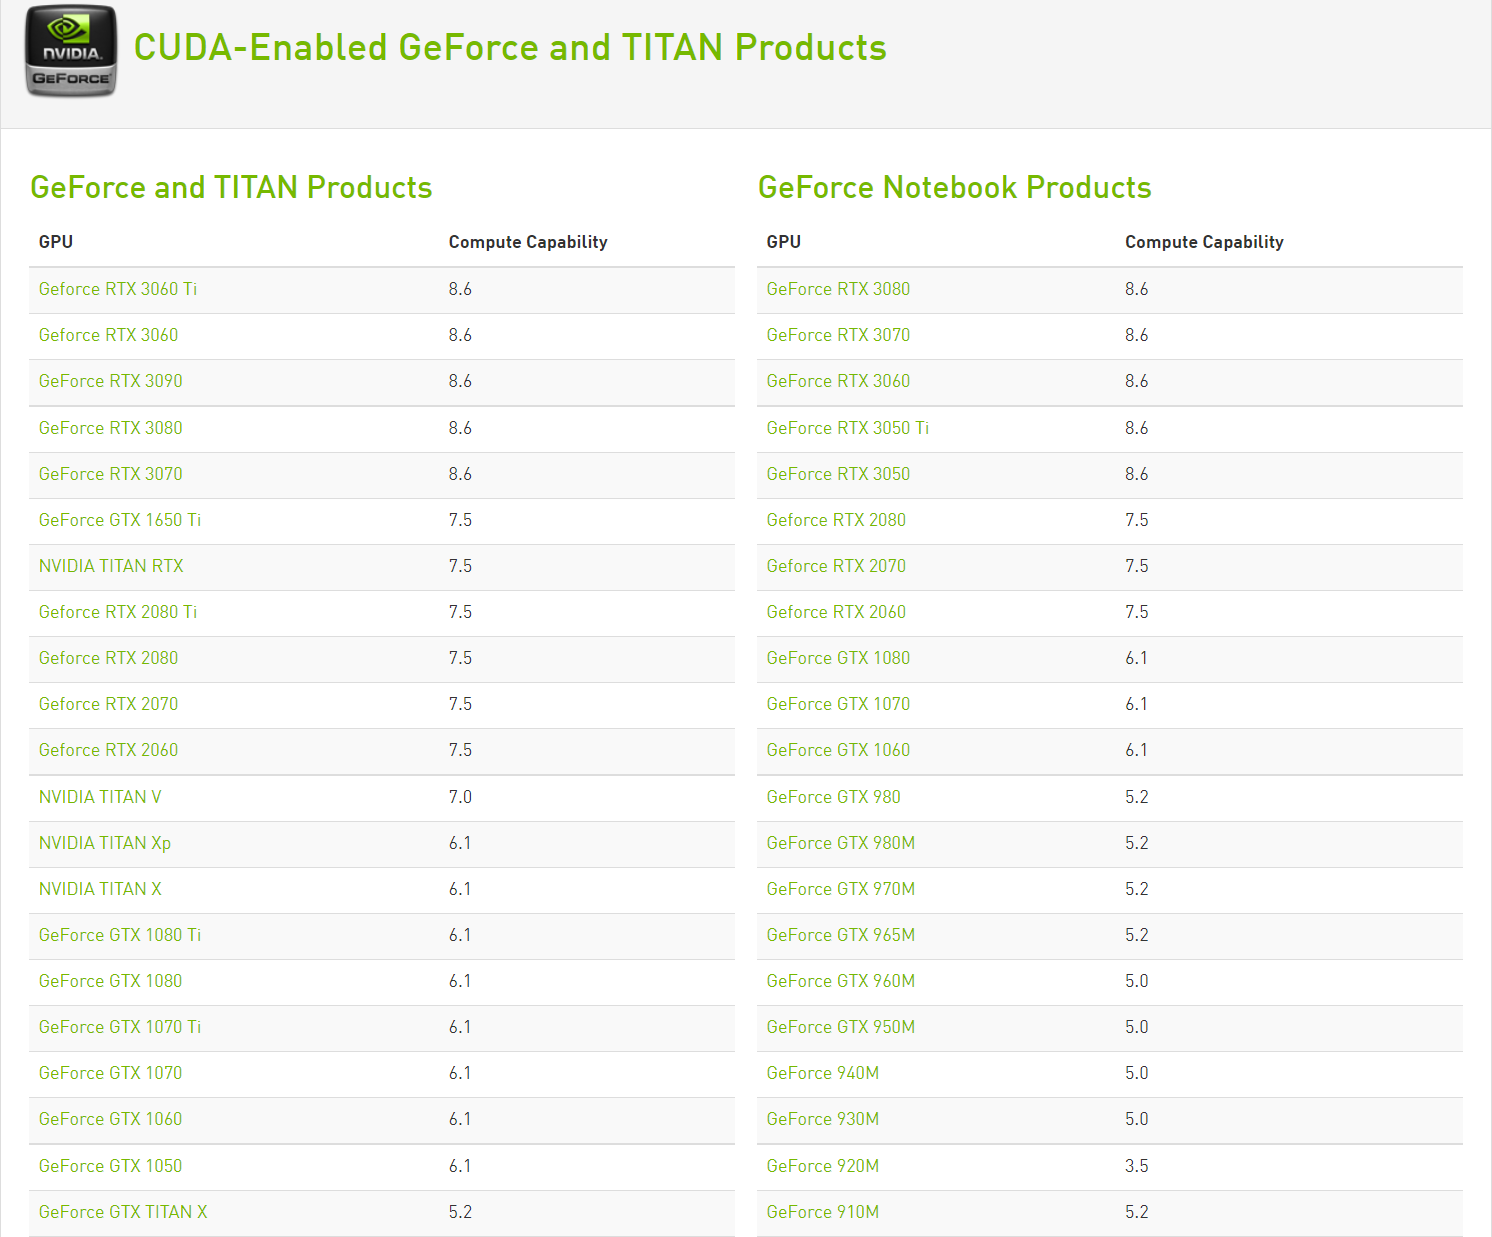 NVIDIA.
GEFORCE
CUDA-Enabled GeForce and TITAN Products
GeForce and TITAN Products
GPU Compute Capability
Geforce RTX 3060 Ti 8.6
Geforce RTX 3060 8.6
GeForce RTX 3090 8.6
GeForce RTX 3080 8.6
GeForce RTX 3070 8.6
GeForce GTX 1650 Ti 7.5
NVIDIA TITAN RTX 7.5
Geforce RTX 2080 Ti 7.5
Geforce RTX 2080 7.5
Geforce RTX 2070 7.5
Geforce RTX 2060 7.5
NVIDIA TITAN V 7.0
NVIDIA TITAN Xp 6.1
NVIDIA TITAN X 6.1
GeForce GTX 1080 Ti 6.1
GeForce GTX 1080 6.1
GeForce GTX 1070 Ti 6.1
GeForce GTX 1070 6.1
GeForce GTX 1060 6.1
GeForce GTX 1050 6.1
GeForce GTX TITAN X 5.2
GeForce Notebook Products
GPU Compute Capability
GeForce RTX 3080 8.6
GeForce RTX 3070 8.6
GeForce RTX 3060 8.6
GeForce RTX 3050 Ti 8.6
GeForce RTX 3050 8.6
Geforce RTX 2080 7.5
Geforce RTX 2070 7.5
Geforce RTX 2060 7.5
GeForce GTX 1080 6.1
GeForce GTX 1070 6.1
GeForce GTX 1060 6.1
GeForce GTX 980 5.2
GeForce GTX 980M 5.2
GeForce GTX 970M 5.2
GeForce GTX 965M 5.2
GeForce GTX 960M 5.0
GeForce GTX 950M 5.0
GeForce 940M 5.0
GeForce 930M 5.0
GeForce 920M 3.5
GeForce 910M 5.2